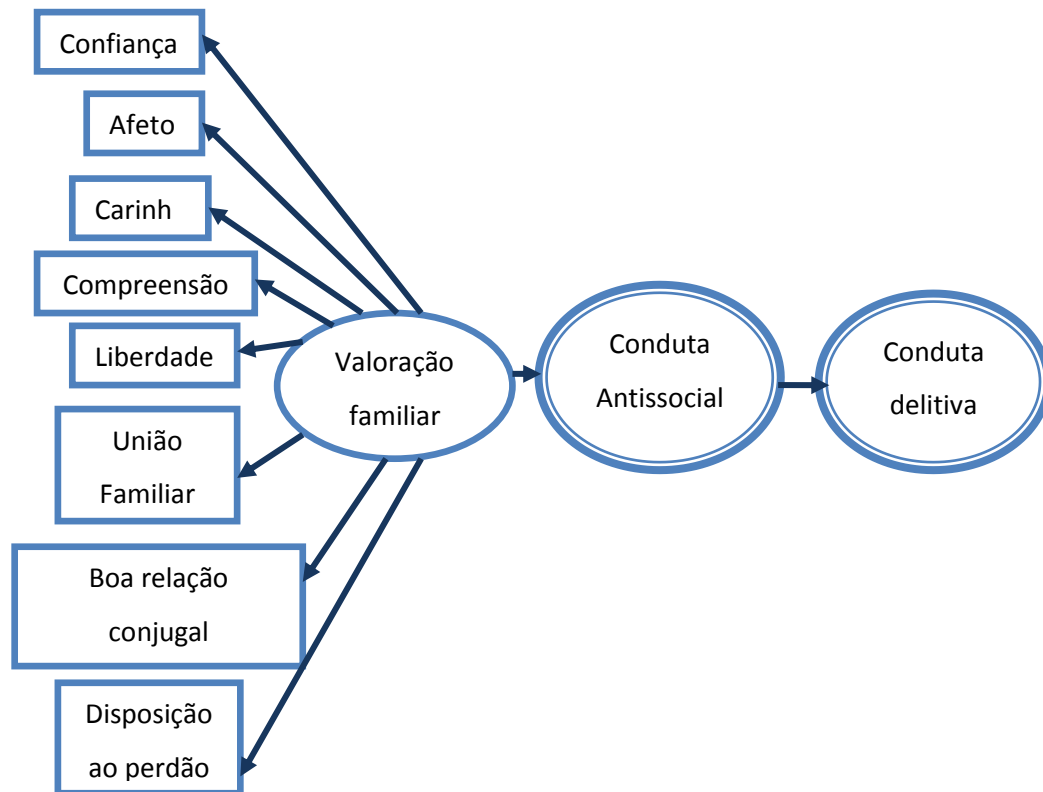 Confiança
Afeto
Carinh
Compreensão
Liberdade
União
Familiar
Boa relação
conjugal
Disposição
ao perdão
Valoração
familiar
Conduta
Antissocial
Conduta
delitiva